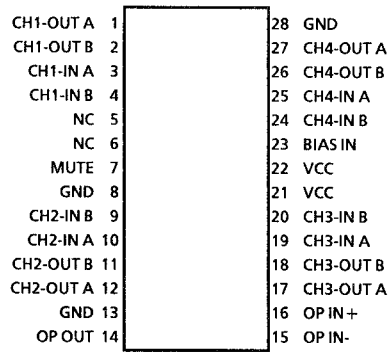 CH1-OUT A 1 28 GND
CH1-OUT B 2 27 CH4-OUT A
CH1-IN A 3 26 CH4-OUT B
CH1-IN B 4 25 CH4-IN A
NC 5 24 CH4-IN B
NC 6 23 BIAS IN
MUTE 7 22 VCC
GND 8 21 VCC
CH2-IN B 9 20 CH3-IN B
CH2-IN A 10 19 CH3-IN A
CH2-OUT B 11 18 CH3-OUT B
CH2-OUT A 12 17 CH3-OUT A
GND 13 16 OP IN+
OP OUT 14 15 OP IN-